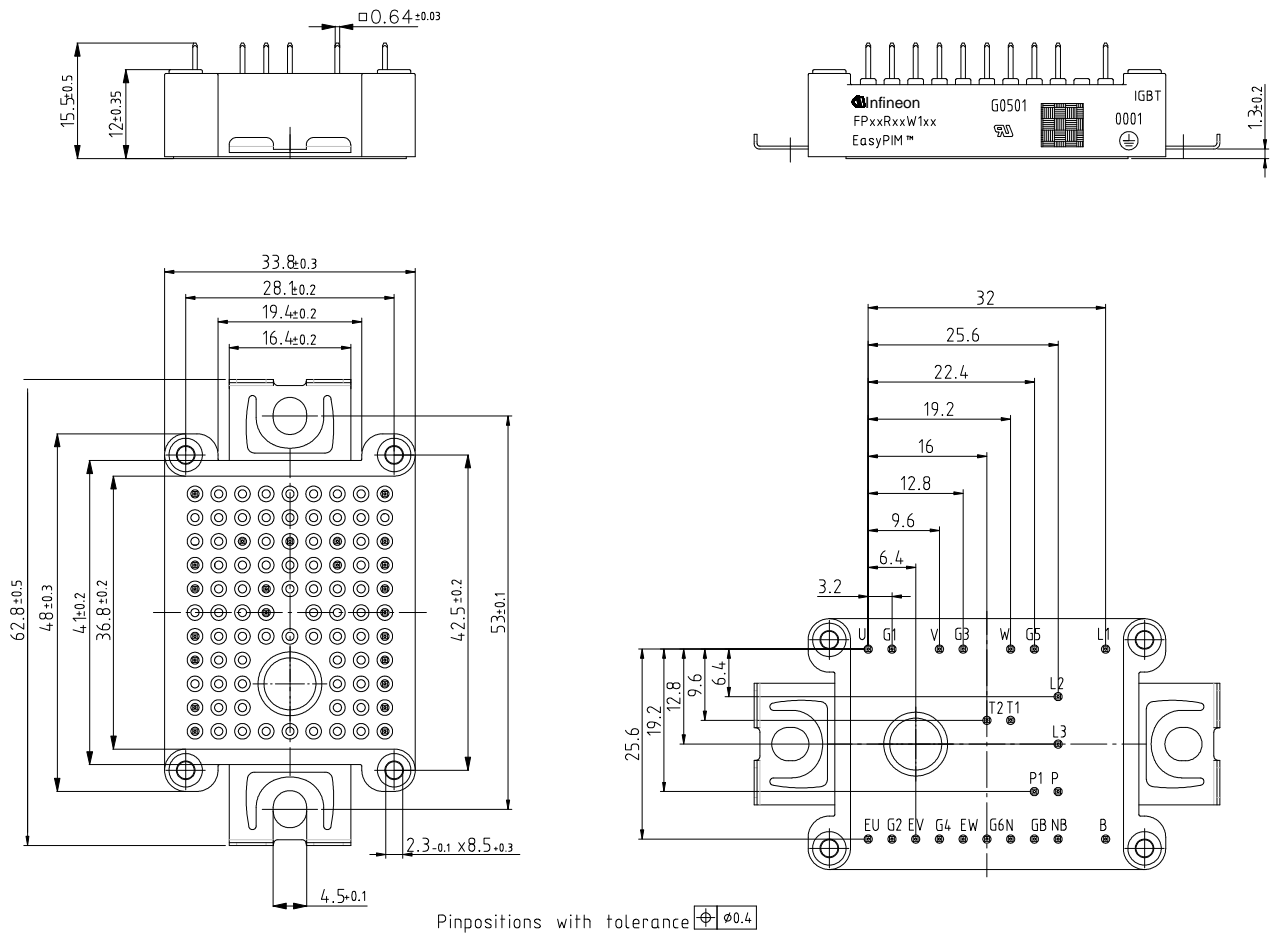 □0.64±0.03
15.5±0.5
12±0.35
infineon
FPxxRxxW1xx
EasyPIM™
G0501
IGBT
0001
1.3±0.2
33.8±0.3
28.1±0.2
19.4±0.2
16.4±0.2
62.8±0.5
48±0.3
41±0.2
36.8±0.2
42.5±0.2
53±0.1
2.3-0.1 x8.5+0.3
4.5+0.1
32
25.6
22.4
19.2
16
12.8
9.6
6.4
3.2
U G1 V G3 W G5 L1
6.4
9.6
12.8
19.2
25.6
L2
T2 T1
L3
P1 P
EU G2 EV G4 EW G6 N GB NB B
Pinpositions with tolerance ⌖ ø0.4